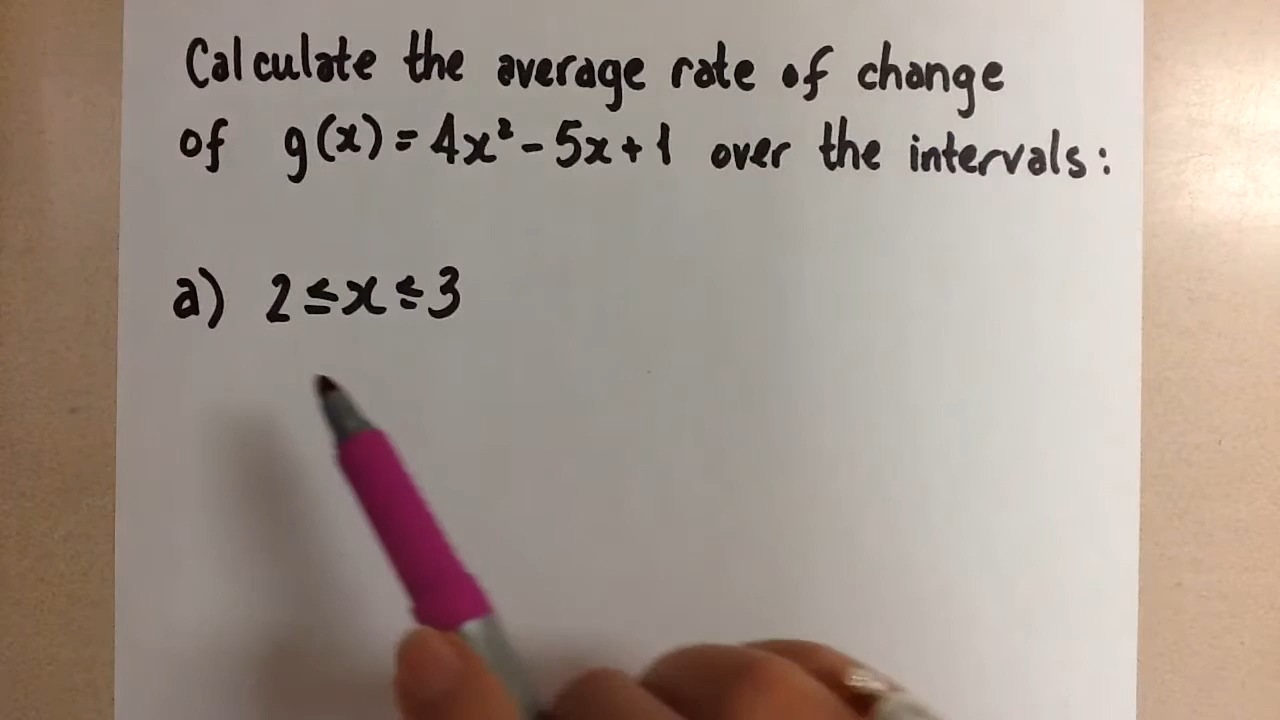 Calculate the average rate of change
of g(x) = 4x² - 5x + 1 over the intervals:
a) 2 ≤ x ≤ 3